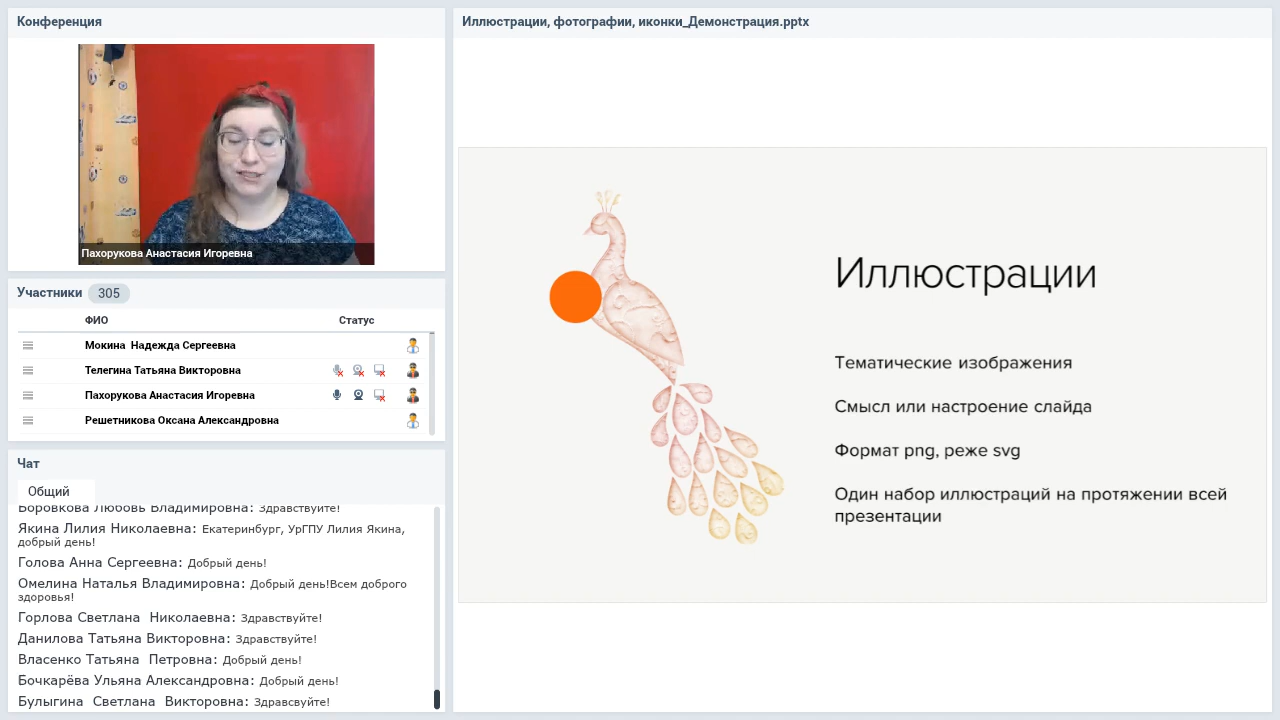 Конференция
Пахорукова Анастасия Игоревна
Участники 305
ФИО Статус
Мокина Надежда Сергеевна
Телегина Татьяна Викторовна
Пахорукова Анастасия Игоревна
Решетникова Оксана Александровна
Чат
Общий
Боровкова Любовь Владимировна: Здравствуйте!
Якина Лилия Николаевна: Екатеринбург, УрГПУ Лилия Якина,
добрый день!
Голова Анна Сергеевна: Добрый день!
Омелина Наталья Владимировна: Добрый день!Всем доброго
здоровья!
Горлова Светлана Николаевна: Здравствуйте!
Данилова Татьяна Викторовна: Здравствуйте!
Власенко Татьяна Петровна: Добрый день!
Бочкарёва Ульяна Александровна: Добрый день!
Булыгина Светлана Викторовна: Здравсвуйте!
Иллюстрации, фотографии, иконки_Демонстрация.pptx
Иллюстрации
Тематические изображения
Смысл или настроение слайда
Формат png, реже svg
Один набор иллюстраций на протяжении всей
презентации